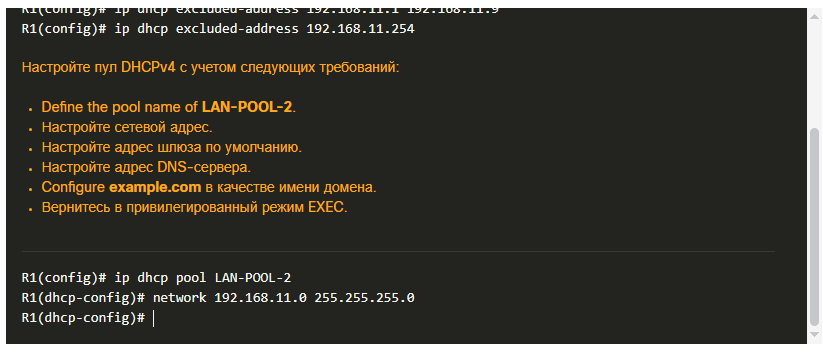 R1(config)# ip dhcp excluded-address 192.168.11.1 192.168.11.9
R1(config)# ip dhcp excluded-address 192.168.11.254
Настройте пул DHCPv4 с учетом следующих требований:
• Define the pool name of LAN-POOL-2.
• Настройте сетевой адрес.
• Настройте адрес шлюза по умолчанию.
• Настройте адрес DNS-сервера.
• Configure example.com в качестве имени домена.
• Вернитесь в привилегированный режим EXEC.
R1(config)# ip dhcp pool LAN-POOL-2
R1(dhcp-config)# network 192.168.11.0 255.255.255.0
R1(dhcp-config)#